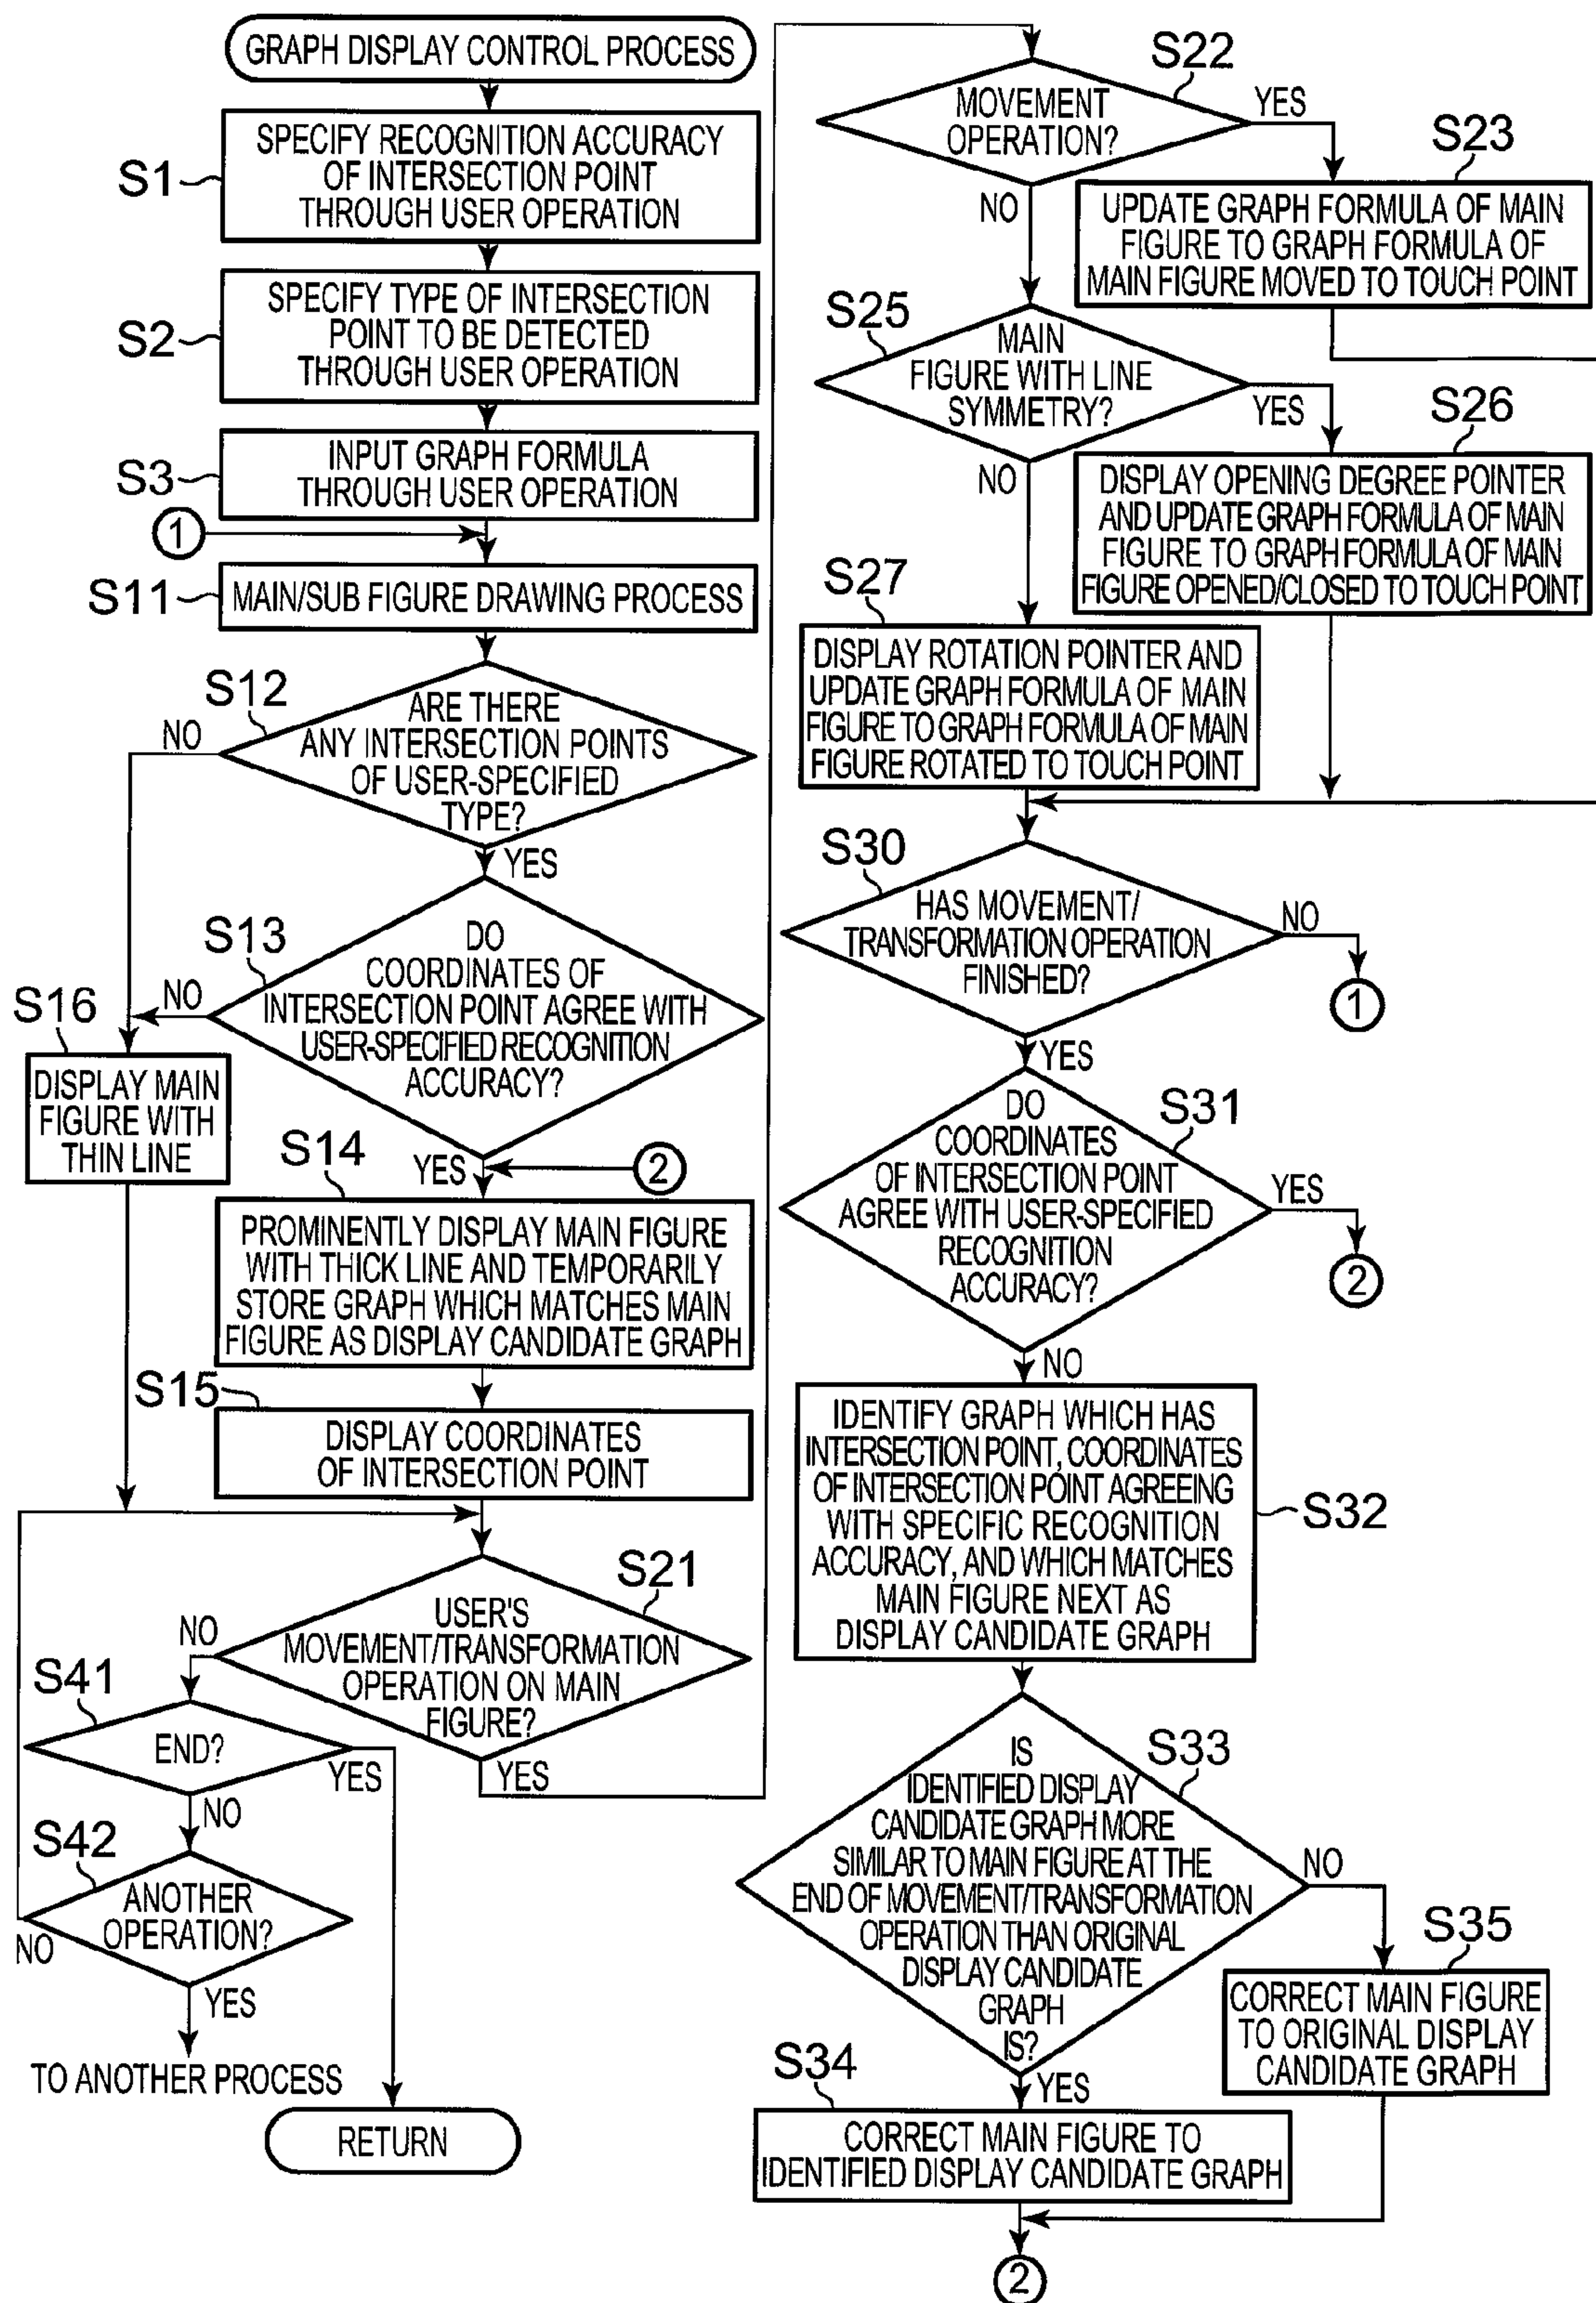 GRAPH DISPLAY CONTROL PROCESS
S1
SPECIFY RECOGNITION ACCURACY
OF INTERSECTION POINT
THROUGH USER OPERATION
S2
SPECIFY TYPE OF INTERSECTION
POINT TO BE DETECTED
THROUGH USER OPERATION
S3
INPUT GRAPH FORMULA
THROUGH USER OPERATION
1
S11
MAIN/SUB FIGURE DRAWING PROCESS
S12
ARE THERE
ANY INTERSECTION POINTS
OF USER-SPECIFIED
TYPE?
NO
YES
S13
DO
COORDINATES OF
INTERSECTION POINT AGREE WITH
USER-SPECIFIED RECOGNITION
ACCURACY?
NO
YES
2
S16
DISPLAY MAIN
FIGURE WITH
THIN LINE
S14
PROMINENTLY DISPLAY MAIN FIGURE
WITH THICK LINE AND TEMPORARILY
STORE GRAPH WHICH MATCHES MAIN
FIGURE AS DISPLAY CANDIDATE GRAPH
S15
DISPLAY COORDINATES
OF INTERSECTION POINT
S21
USER'S
MOVEMENT/TRANSFORMATION
OPERATION ON MAIN
FIGURE?
NO
YES
S41
END?
YES
NO
S42
ANOTHER
OPERATION?
NO
YES
TO ANOTHER PROCESS
RETURN
S22
MOVEMENT
OPERATION?
YES
NO
S23
UPDATE GRAPH FORMULA OF MAIN
FIGURE TO GRAPH FORMULA OF
MAIN FIGURE MOVED TO TOUCH POINT
S25
MAIN
FIGURE WITH LINE
SYMMETRY?
YES
NO
S26
DISPLAY OPENING DEGREE POINTER
AND UPDATE GRAPH FORMULA OF MAIN
FIGURE TO GRAPH FORMULA OF MAIN
FIGURE OPENED/CLOSED TO TOUCH POINT
S27
DISPLAY ROTATION POINTER AND
UPDATE GRAPH FORMULA OF MAIN
FIGURE TO GRAPH FORMULA OF MAIN
FIGURE ROTATED TO TOUCH POINT
S30
HAS MOVEMENT/
TRANSFORMATION OPERATION
FINISHED?
NO
1
YES
S31
DO
COORDINATES
OF INTERSECTION POINT
AGREE WITH USER-SPECIFIED
RECOGNITION
ACCURACY?
YES
2
NO
S32
IDENTIFY GRAPH WHICH HAS
INTERSECTION POINT, COORDINATES
OF INTERSECTION POINT AGREEING
WITH SPECIFIC RECOGNITION
ACCURACY, AND WHICH MATCHES
MAIN FIGURE NEXT AS
DISPLAY CANDIDATE GRAPH
S33
IS
IDENTIFIED DISPLAY
CANDIDATE GRAPH MORE
SIMILAR TO MAIN FIGURE AT THE
END OF MOVEMENT/TRANSFORMATION
OPERATION THAN ORIGINAL
DISPLAY CANDIDATE
GRAPH
IS?
NO
YES
S35
CORRECT MAIN FIGURE
TO ORIGINAL DISPLAY
CANDIDATE GRAPH
S34
CORRECT MAIN FIGURE TO
IDENTIFIED DISPLAY CANDIDATE GRAPH
2